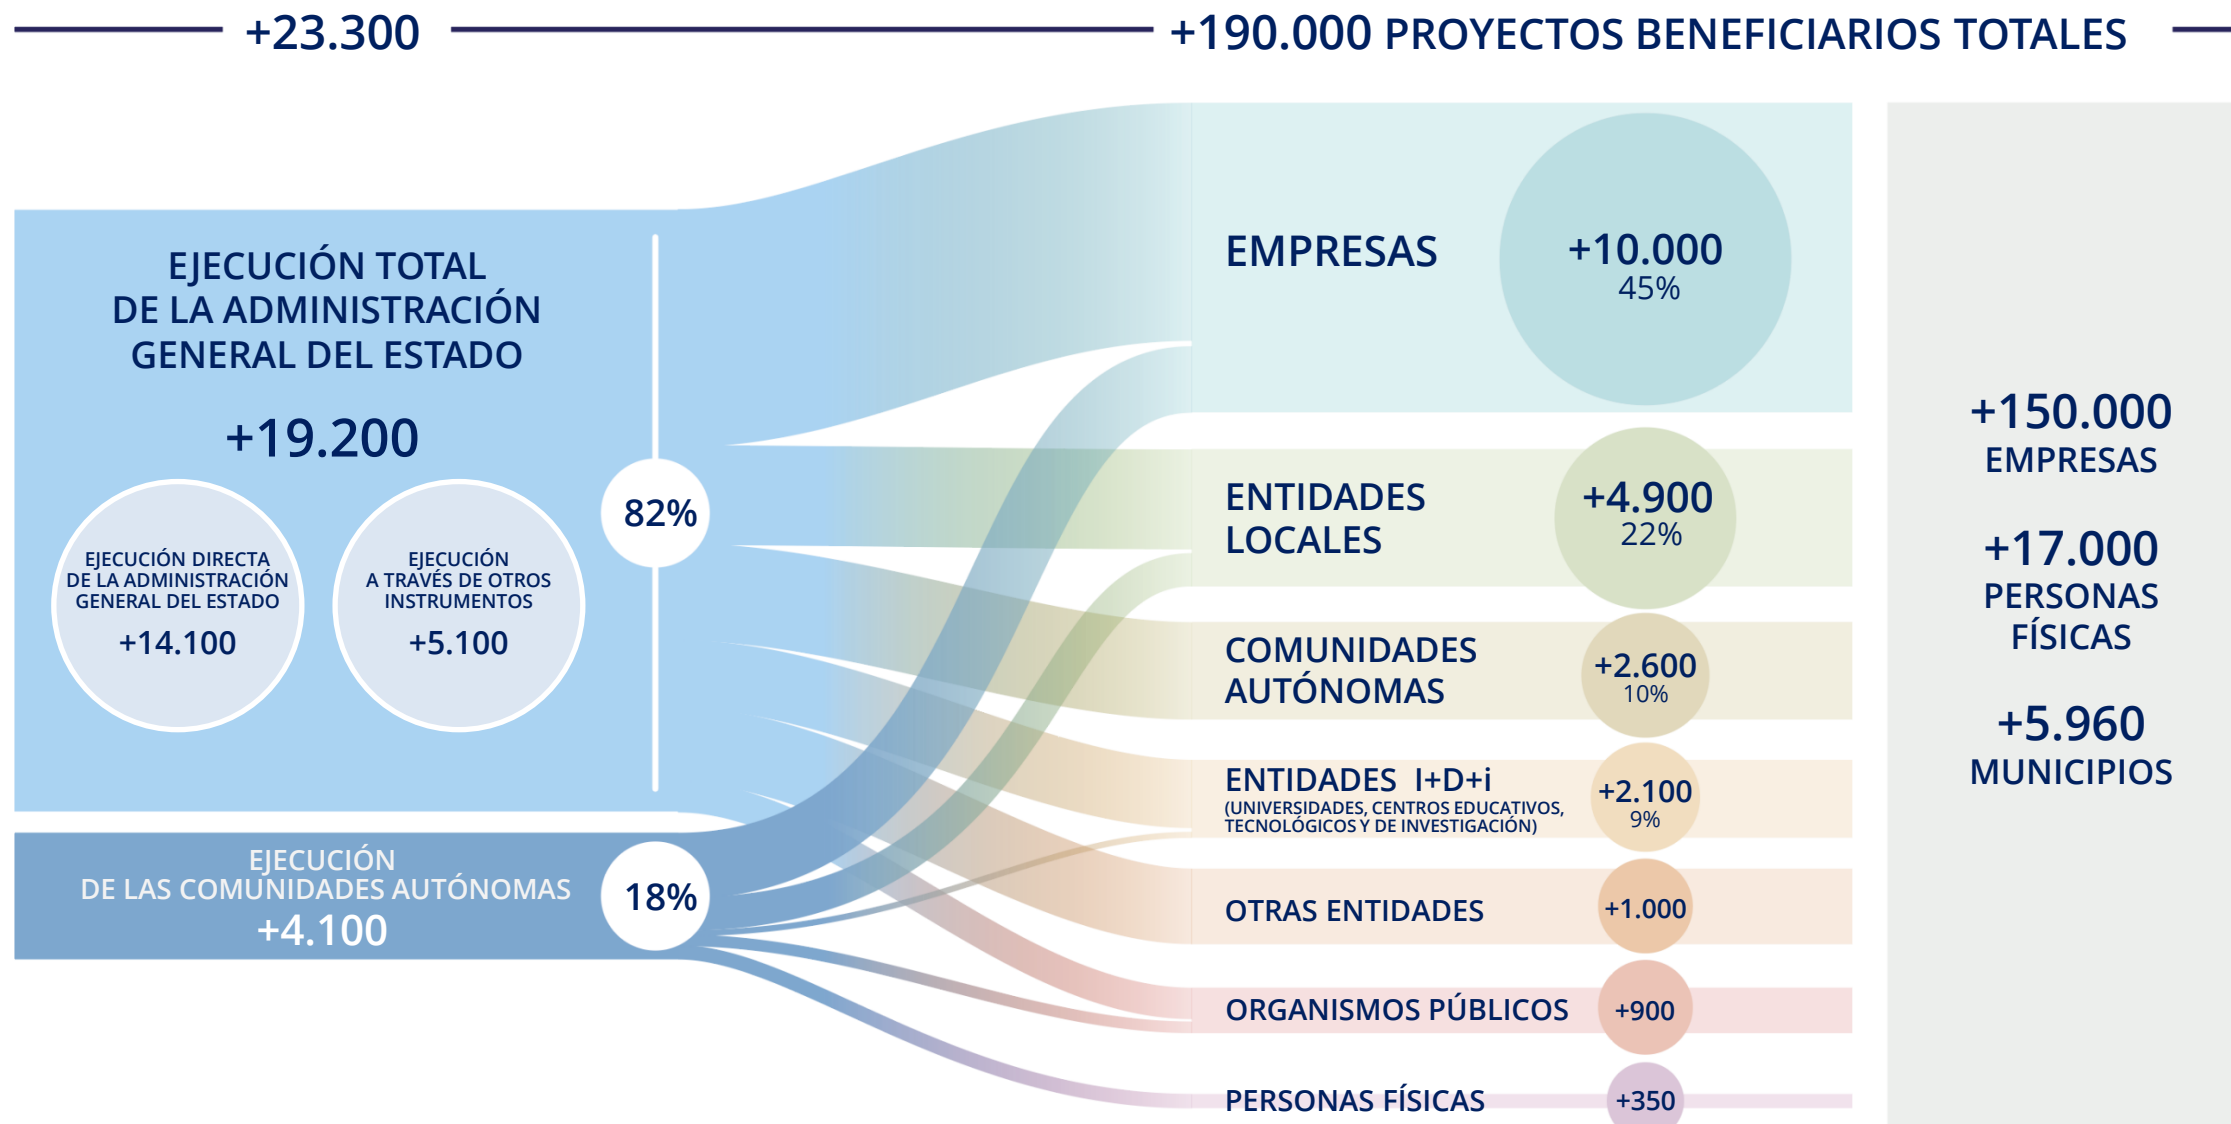 +23.300
+190.000 PROYECTOS BENEFICIARIOS TOTALES
EJECUCIÓN TOTAL
DE LA ADMINISTRACIÓN
GENERAL DEL ESTADO
+19.200
EJECUCIÓN DIRECTA
DE LA ADMINISTRACIÓN
GENERAL DEL ESTADO
+14.100
EJECUCIÓN
A TRAVÉS DE OTROS
INSTRUMENTOS
+5.100
82%
EJECUCIÓN
DE LAS COMUNIDADES AUTÓNOMAS
+4.100
18%
EMPRESAS
+10.000
45%
ENTIDADES
LOCALES
+4.900
22%
COMUNIDADES
AUTÓNOMAS
+2.600
10%
ENTIDADES I+D+i
(UNIVERSIDADES, CENTROS EDUCATIVOS,
TECNOLÓGICOS Y DE INVESTIGACIÓN)
+2.100
9%
OTRAS ENTIDADES
+1.000
ORGANISMOS PÚBLICOS
+900
PERSONAS FÍSICAS
+350
+150.000
EMPRESAS
+17.000
PERSONAS
FÍSICAS
+5.960
MUNICIPIOS